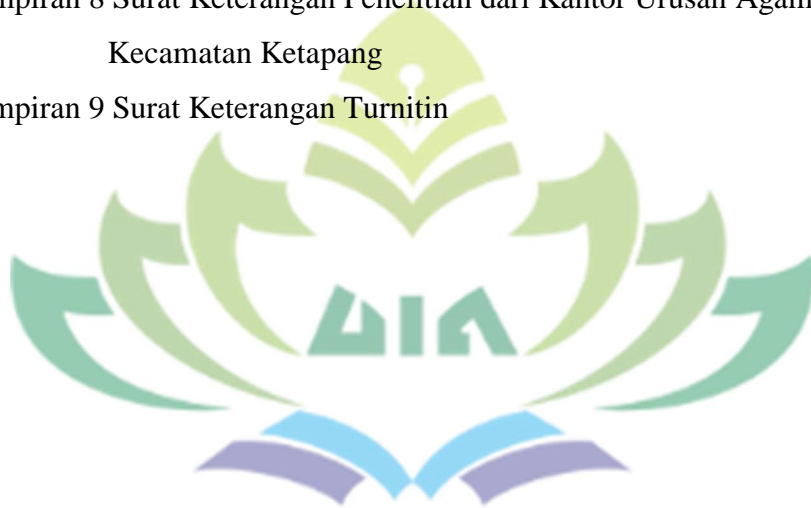 mpiran 8 Surat Keterangan Penelitian dari Kantor Urusan Agam
Kecamatan Ketapang
mpiran 9 Surat Keterangan Turnitin